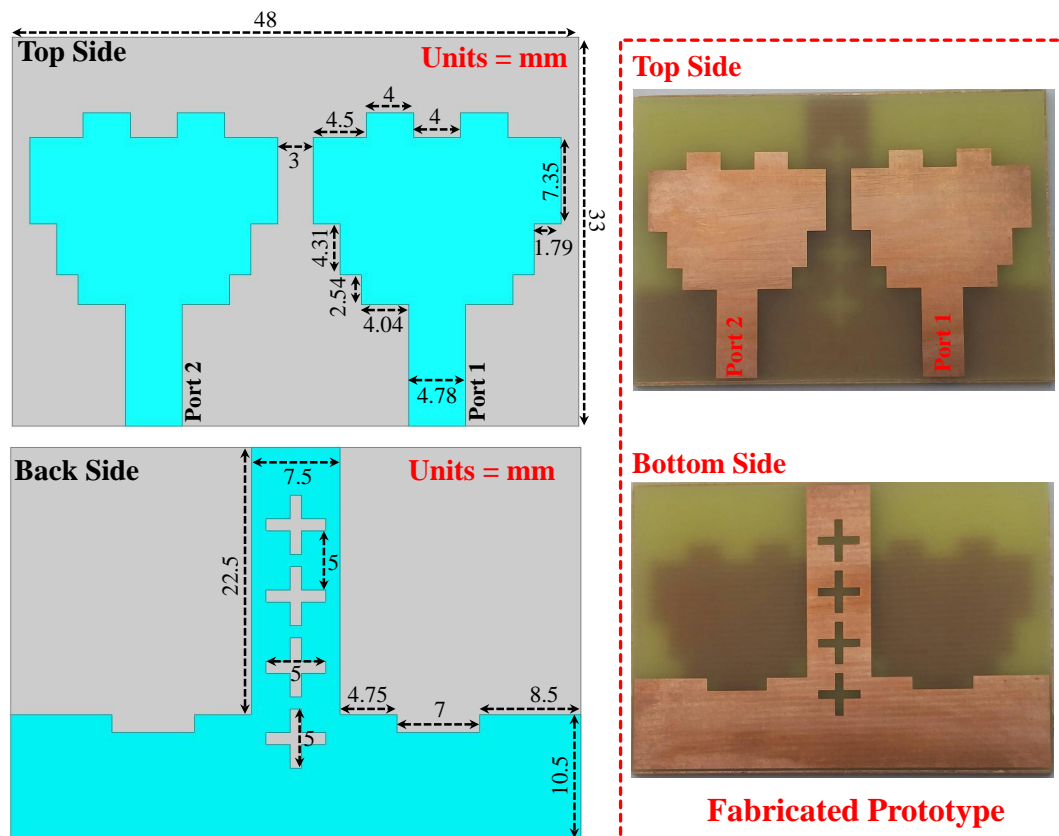 48
Top Side
Units = mm
4
4.5
4
3
7.35
33
4.31
1.79
2.54
4.04
4.78
Port 2
Port 1
Back Side
Units = mm
7.5
22.5
5
5
4.75
7
8.5
5
10.5
Top Side
Port 2
Port 1
Bottom Side
Fabricated Prototype